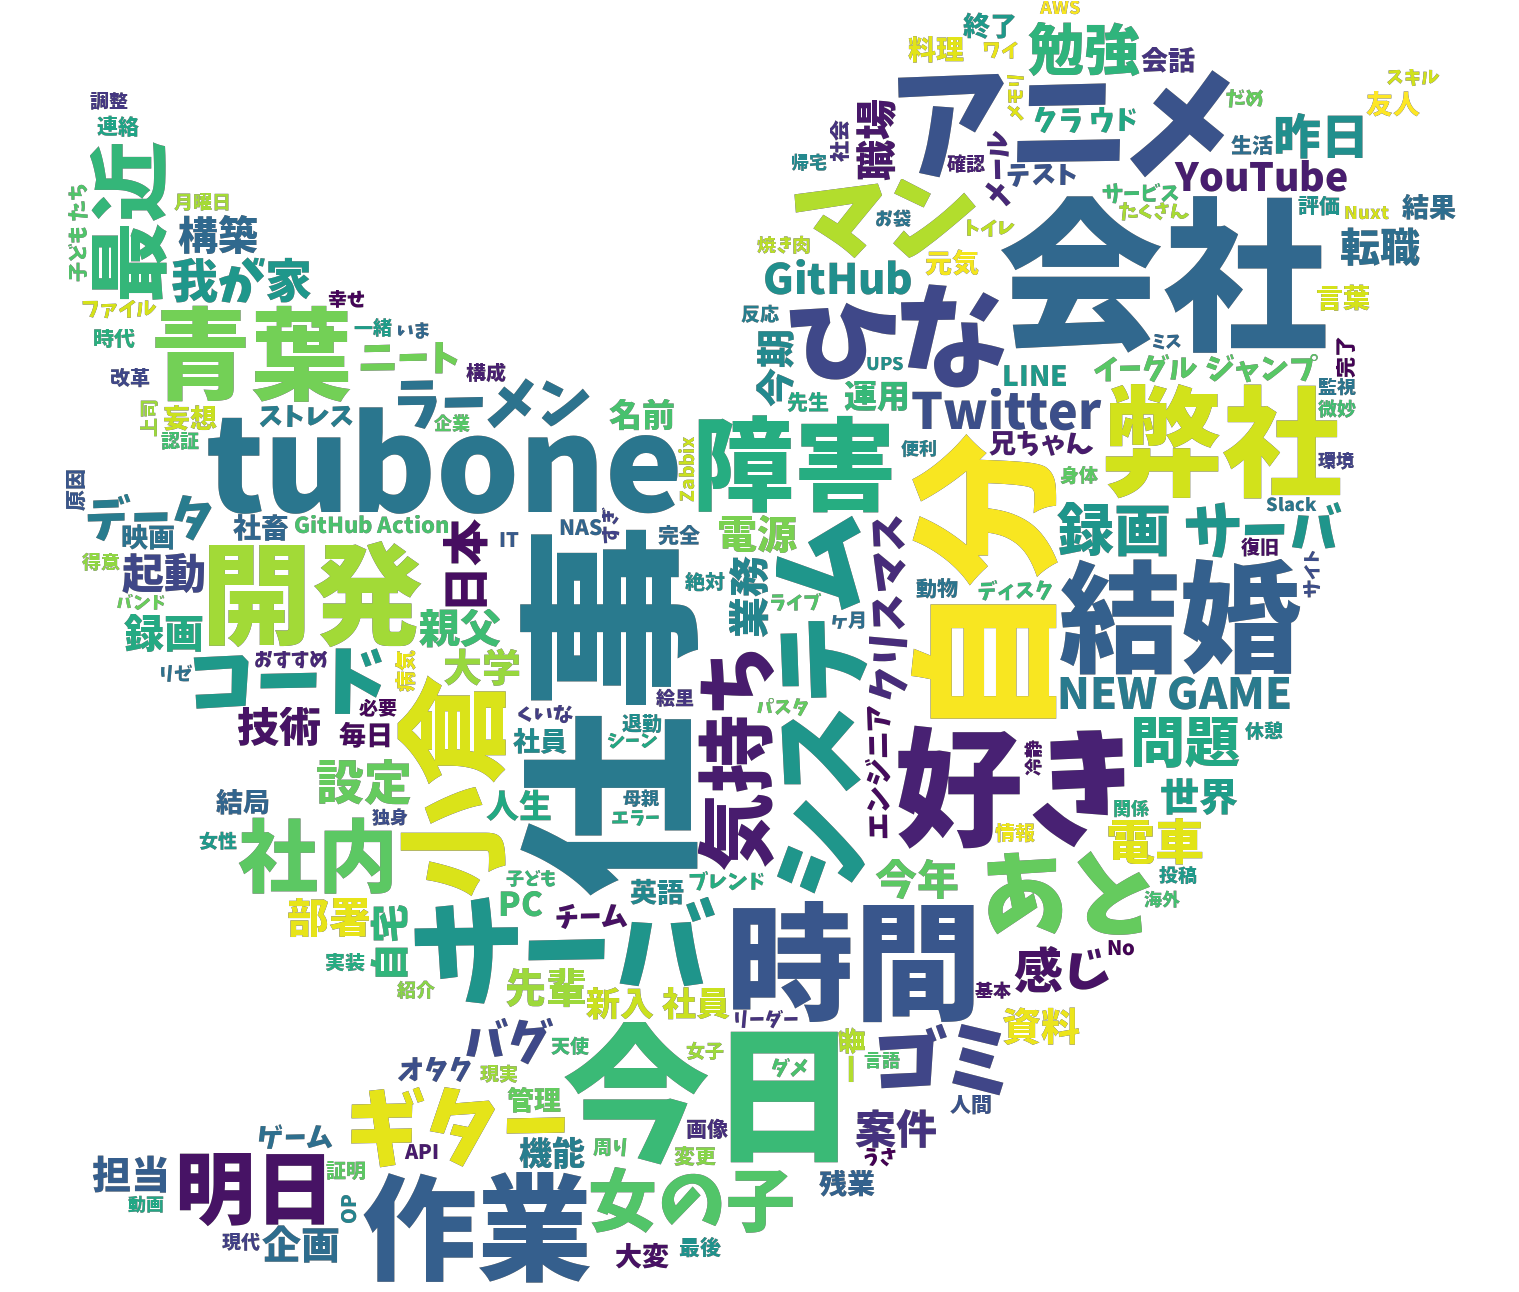 AWS
終了
料理
ワイ
勉強
会話
スキル
友人
アニメ
メモリ
クラウド
だめ
調整
連絡
職場
社会
帰宅
確認
メール
テスト
生活
昨日
YouTube
最近
子ども たち
月曜日
構築
我が家
マン
お袋
トイレ
焼き肉
元気
サービス
たくさん
評価
Nuxt
結果
転職
会社
GitHub
言葉
ファイル
幸せ
時代
青葉
一緒
いま
ニート
構成
改革
反応
ひな
今期
UPS
ミス
完了
LINE
イーグル ジャンプ
監視
微妙
先生
運用
Twitter
弊社
上司
妄想
認証
ストレス
ラーメン
企業
名前
tubone
Zabbix
障害
便利
兄ちゃん
身体
環境
原因
データ
映画
社畜
GitHub Action
日本
IT
NAS
すぎ
完全
電源
自分
録画
サーバ
Slack
復旧
サイト
得意
起動
バンド
開発
録画
親父
絶対
業務
ライブ
ケ月
システム
クリスマス
動物
ディスク
結婚
リゼ
コード
おすすめ
病気
大学
必要
毎日
技術
仕事
くいな
社員
絵里
退勤
シーン
気持ち
パスタ
エンジニア
NEW GAME
問題
休憩
好き
冷静
小倉
設定
結局
独身
人生
母親
エラー
世界
関係
電車
情報
女性
社内
子ども
PC
チーム
英語
ブレンド
今年
あと
投稿
海外
部署
自宅
実装
紹介
サーバ
先輩
新入 社員
時間
感じ
No
基本
リーダー
資料
バグ
天使
オタク
現実
女子
今日
ダメ
言語
ゴミ
人間
ギター
管理
機能
API
周り
画像
変更
案件
うさ
残業
ゲーム
担当
動画
明日
証明
OP
作業
女の子
現代
企画
大変
最後